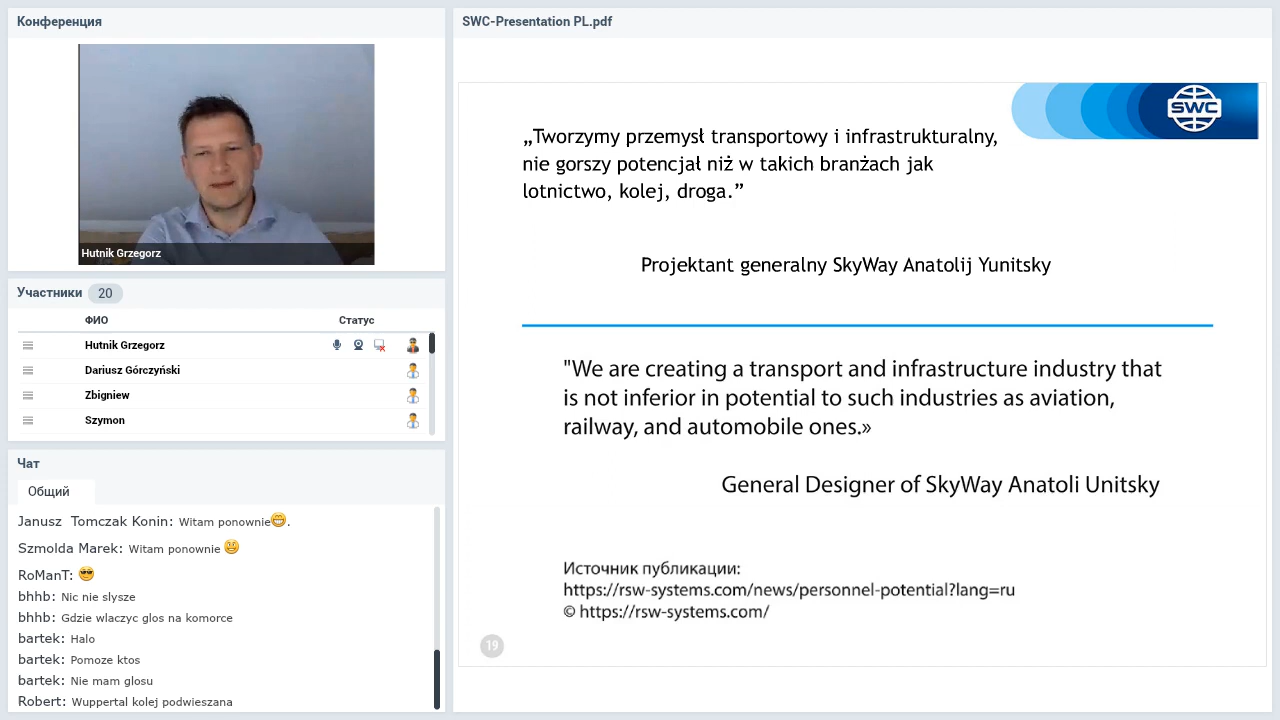 Конференция
Hutnik Grzegorz
Участники 20
ФИО Статус
Hutnik Grzegorz
Dariusz Górczyński
Zbigniew
Szymon
Чат
Общий
Janusz Tomczak Konin: Witam ponownie.
Szmolda Marek: Witam ponownie
RoManT:
bhhb: Nic nie slysze
bhhb: Gdzie wlaczyc glos na komorce
bartek: Halo
bartek: Pomoze ktos
bartek: Nie mam glosu
Robert: Wuppertal kolej podwieszana
SWC-Presentation PL.pdf
SWC
„Tworzymy przemysł transportowy i infrastrukturalny,
nie gorszy potencjał niż w takich branżach jak
lotnictwo, kolej, droga.”
Projektant generalny SkyWay Anatolij Yunitsky
"We are creating a transport and infrastructure industry that
is not inferior in potential to such industries as aviation,
railway, and automobile ones.»
General Designer of SkyWay Anatoli Unitsky
Источник публикации:
https://rsw-systems.com/news/personnel-potential?lang=ru
© https://rsw-systems.com/
19